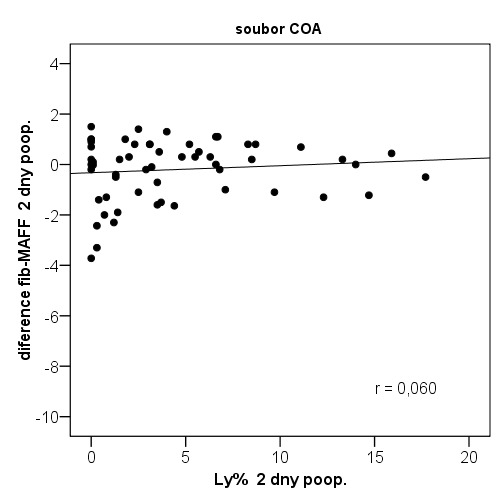 soubor COA
diference fib-MAFF 2 dny poop.
4
2
0
-2
-4
-6
-8
-10
r = 0,060
0 5 10 15 20
Ly% 2 dny poop.